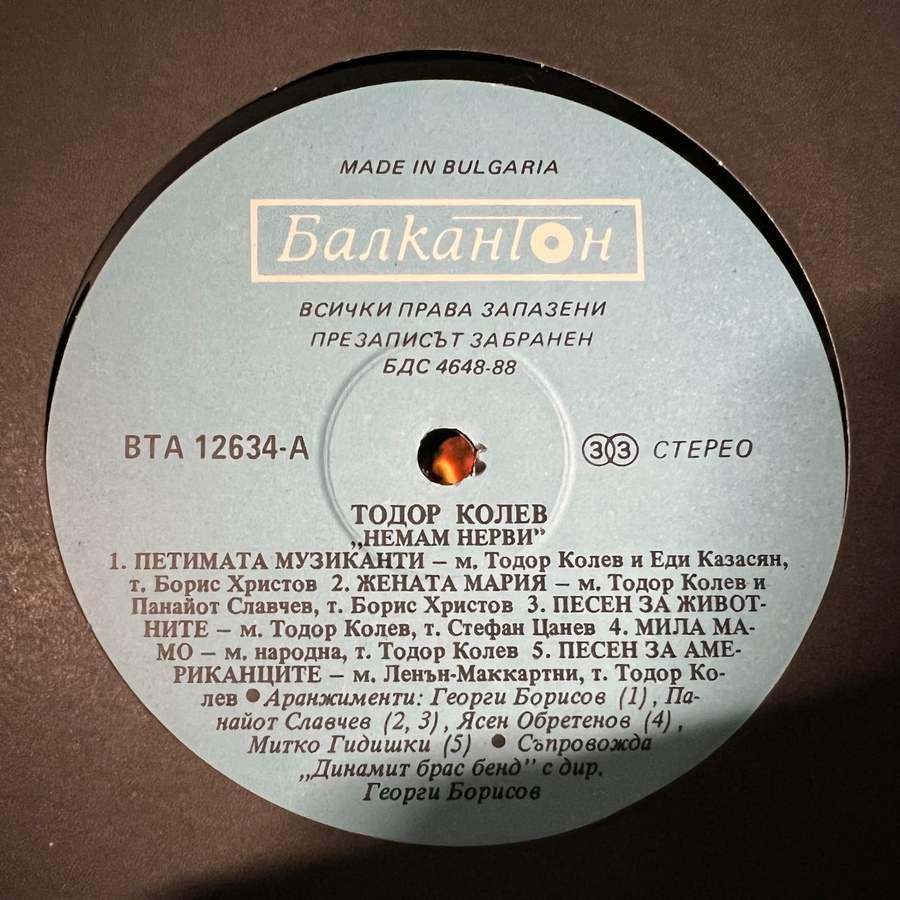 MADE IN BULGARIA
Балкантон
ВСИЧКИ ПРАВА ЗАПАЗЕНИ
ПРЕЗАПИСЪТ ЗАБРАНЕН
БДС 4648-88
ВТА 12634-А
33 СТЕРЕО
ТОДОР КОЛЕВ
„НЕМАМ НЕРВИ”
1. ПЕТИМАТА МУЗИКАНТИ – м. Тодор Колев и Еди Казасян,
т. Борис Христов 2. ЖЕНАТА МАРИЯ – м. Тодор Колев и
Панайот Славчев, т. Борис Христов 3. ПЕСЕН ЗА ЖИВОТ-
НИТЕ – м. Тодор Колев, т. Стефан Цанев 4. МИЛА МА-
МО – м. народна, т. Тодор Колев 5. ПЕСЕН ЗА АМЕ-
РИКАНЦИТЕ – м. Ленън-Маккартни, т. Тодор Ко-
лев ● Аранжименти: Георги Борисов (1), Па-
найот Славчев (2, 3), Ясен Обретенов (4),
Митко Гидишки (5) ● Съпровожда
„Динамит брас бенд” с дир.
Георги Борисов